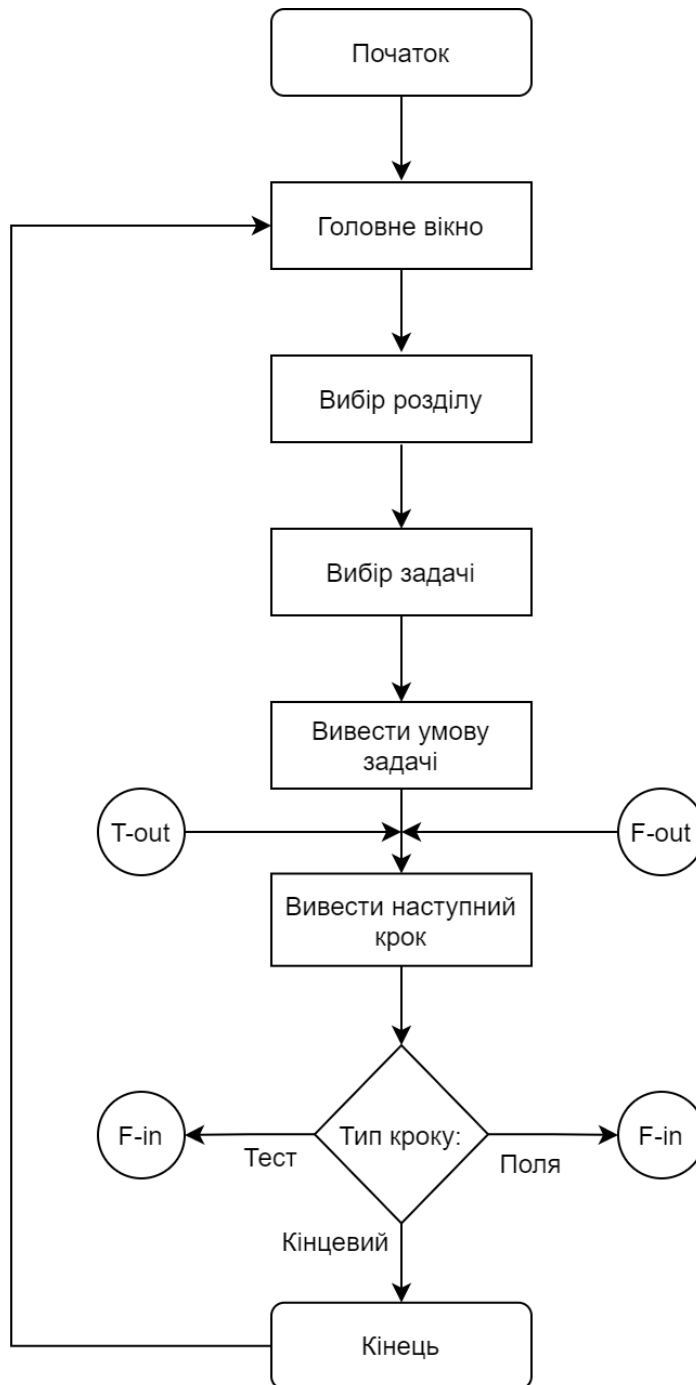 Початок
Головне вікно
Вибір розділу
Вибір задачі
Вивести умову
задачі
T-out
F-out
Вивести наступний
крок
F-in
Тест
Тип кроку:
Поля
F-in
Кінцевий
Кінець